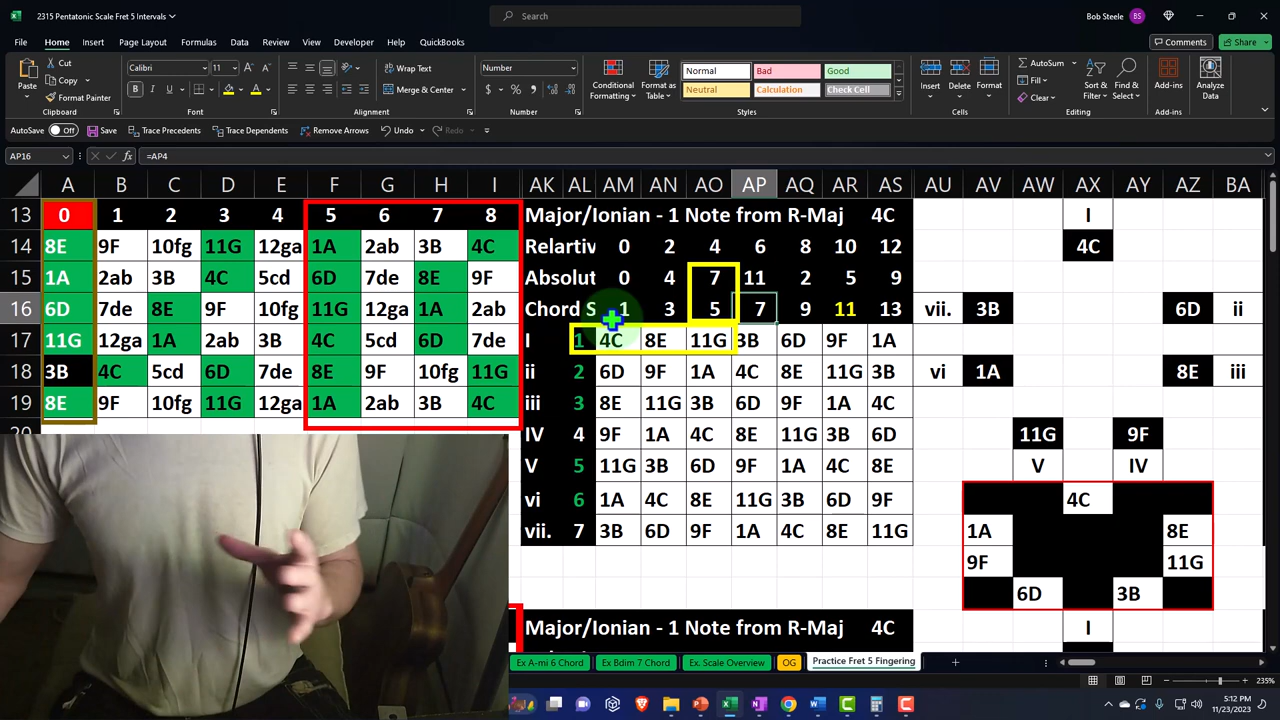 2315 Pentatonic Scale Fret 5 Intervals
Search
Bob Steele BS
File Home Insert Page Layout Formulas Data Review View Developer Help QuickBooks Comments Share
Paste Cut Copy Format Painter Clipboard
Calibri 11 B I U Font
Wrap Text Merge & Center Alignment
Number $ % Number
Conditional Formatting Format as Table Normal Bad Good Neutral Calculation Check Cell Styles
Insert Delete Format Cells
AutoSum Fill Clear Sort & Filter Find & Select Editing
Add-ins Add-ins Analyze Data
AutoSave Off Save Trace Precedents Trace Dependents Remove Arrows Undo Redo
AP16 fx =AP4
A B C D E F G H I AK AL AM AN AO AP AQ AR AS AU AV AW AX AY AZ BA
13 0 1 2 3 4 5 6 7 8 Major/Ionian - 1 Note from R-Maj 4C I
14 8E 9F 10fg 11G 12ga 1A 2ab 3B 4C Relartiv 0 2 4 6 8 10 12 4C
15 1A 2ab 3B 4C 5cd 6D 7de 8E 9F Absolut 0 4 7 11 2 5 9
16 6D 7de 8E 9F 10fg 11G 12ga 1A 2ab Chord S 1 3 5 7 9 11 13 vii. 3B 6D ii
17 11G 12ga 1A 2ab 3B 4C 5cd 6D 7de I 1 4C 8E 11G 3B 6D 9F 1A
18 3B 4C 5cd 6D 7de 8E 9F 10fg 11G ii 2 6D 9F 1A 4C 8E 11G 3B vi 1A 8E iii
19 8E 9F 10fg 11G 12ga 1A 2ab 3B 4C iii 3 8E 11G 3B 6D 9F 1A 4C
IV 4 9F 1A 4C 8E 11G 3B 6D 11G 9F
V 5 11G 3B 6D 9F 1A 4C 8E V IV
vi 6 1A 4C 8E 11G 3B 6D 9F 4C
vii. 7 3B 6D 9F 1A 4C 8E 11G 1A 8E
9F 11G
6D 3B
Major/Ionian - 1 Note from R-Maj 4C I
Ex A-mi 6 Chord Ex Bdim 7 Chord Ex. Scale Overview OG Practice Fret 5 Fingering
235%
5:12 PM
11/23/2023